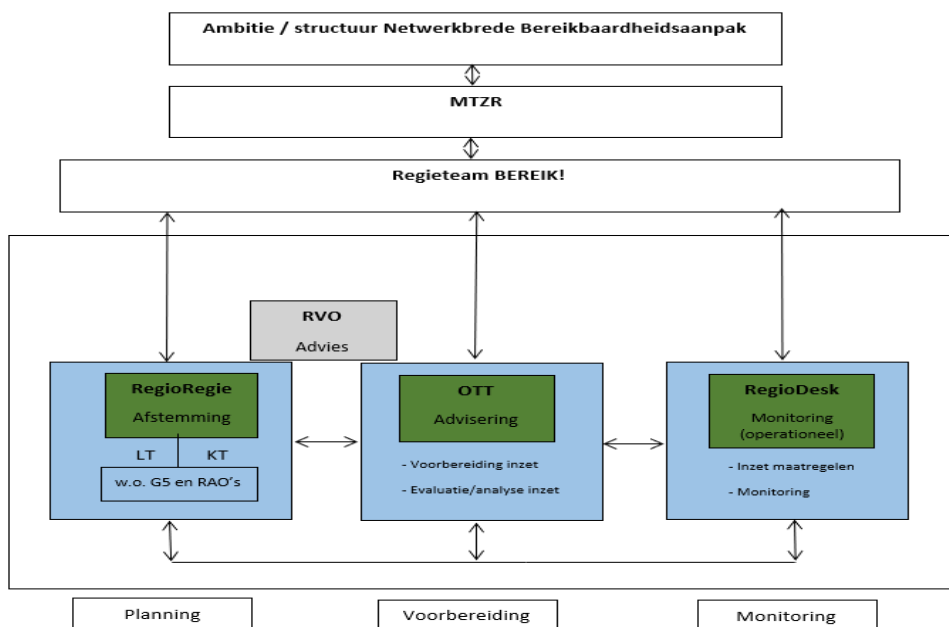 Ambitie / structuur Netwerkbrede Bereikbaarheidsaanpak
MTZR
Regieteam BEREIK!
RVO
Advies
RegioRegie
Afstemming
LT KT
w.o. G5 en RAO's
OTT
Advisering
- Voorbereiding inzet
- Evaluatie/analyse inzet
RegioDesk
Monitoring
(operationeel)
- Inzet maatregelen
- Monitoring
Planning
Voorbereiding
Monitoring